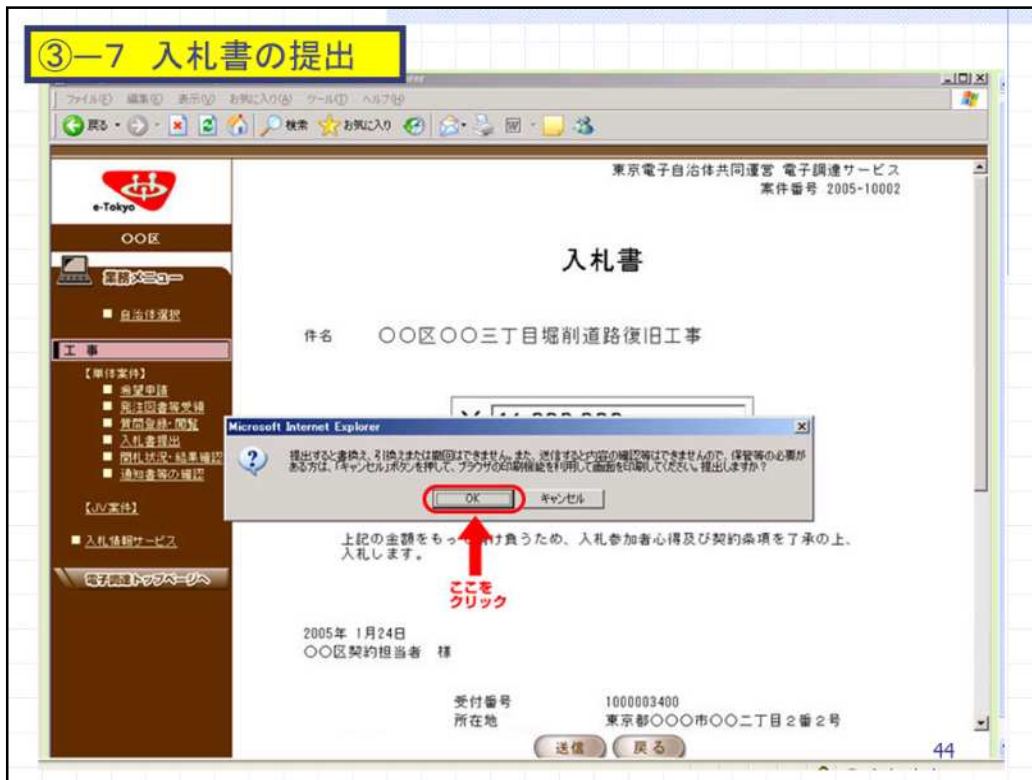 ③―7 入札書の提出
ファイル(F) 編集(E) 表示(V) お気に入り(A) ツール(T) ヘルプ(H)
戻る 検索 お気に入り
東京電子自治体共同運営 電子調達サービス
案件番号 2005-10002
e-Tokyo
〇〇区
業務メニュー
自治体選択
工 事
【単体案件】
希望申請
発注図書等受領
質問登録・閲覧
入札書提出
開札状況・結果確認
通知書等の確認
【JV案件】
入札情報サービス
電子調達トップページへ
入札書
件名 〇〇区〇〇三丁目堀削道路復旧工事
Microsoft Internet Explorer
提出すると書換え、引換えまたは撤回はできません。また、送信すると内容の確認等はできませんので、保管等の必要が
ある方は、「キャンセル」ボタンを押して、ブラウザの印刷機能を利用して画面を印刷してください。提出しますか？
OK キャンセル
上記の金額をもって け負うため、入札参加者心得及び契約条項を了承の上、
入札します。
ここを
クリック
2005年 1月24日
〇〇区契約担当者 様
受付番号 1000003400
所在地 東京都〇〇〇市〇〇二丁目2番2号
送信 戻る
44